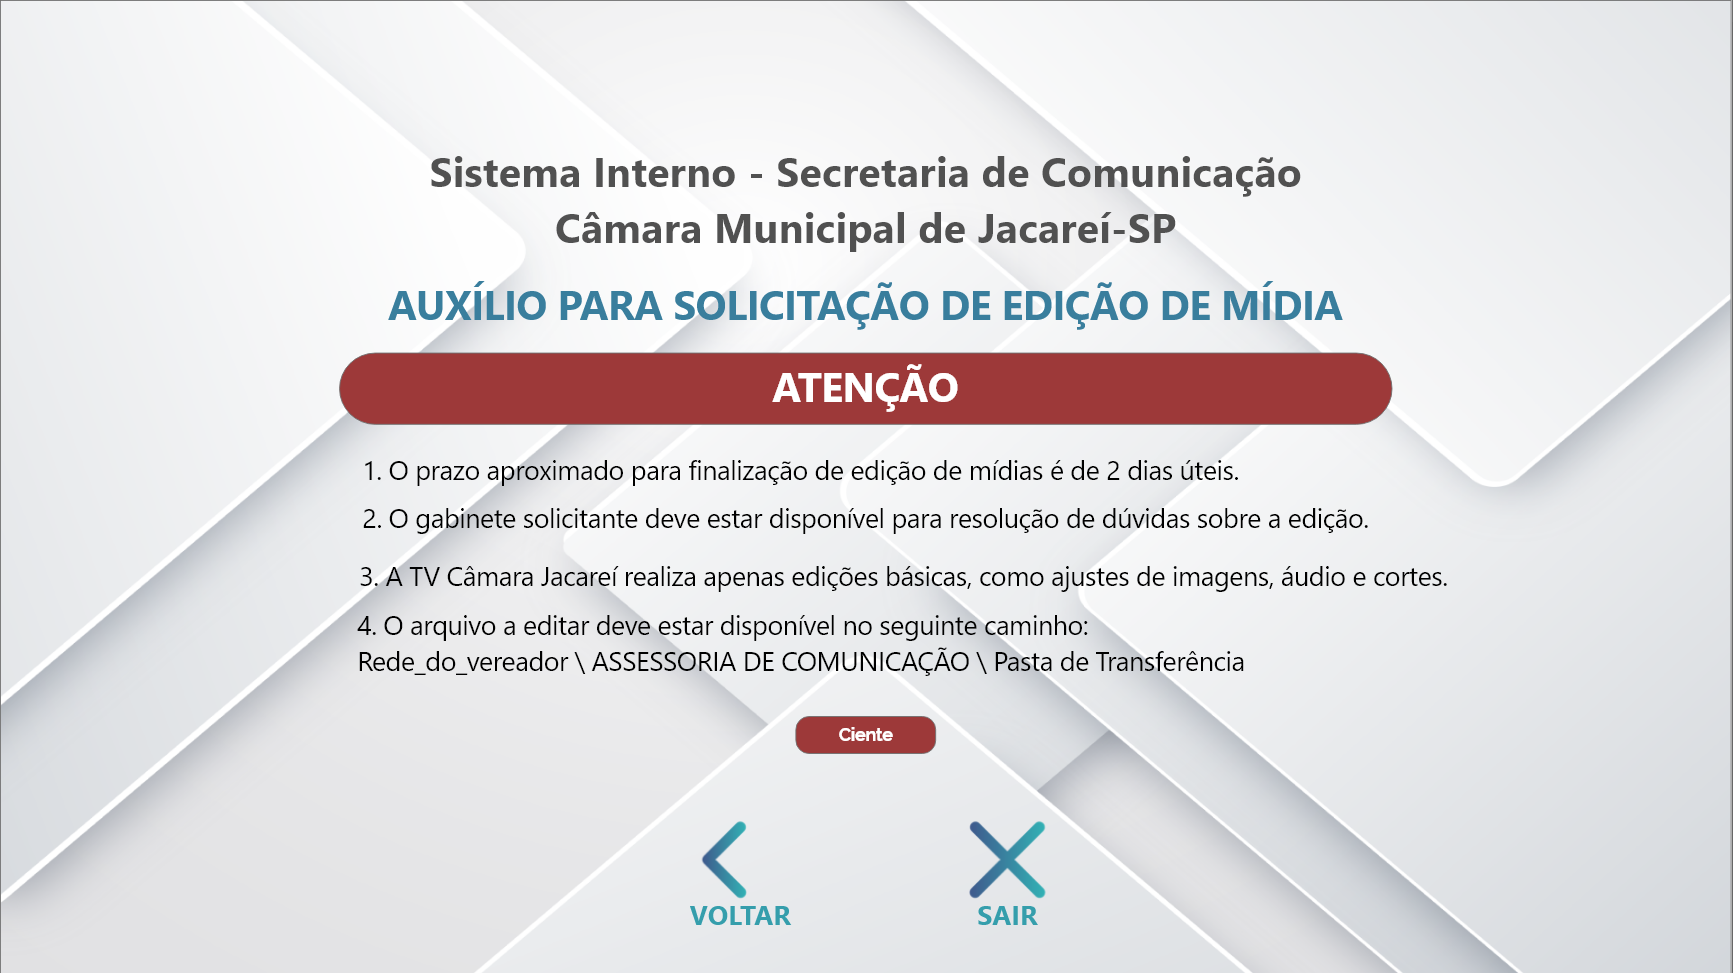 Sistema Interno - Secretaria de Comunicação
Câmara Municipal de Jacareí-SP
AUXÍLIO PARA SOLICITAÇÃO DE EDIÇÃO DE MÍDIA
ATENÇÃO
1. O prazo aproximado para finalização de edição de mídias é de 2 dias úteis.
2. O gabinete solicitante deve estar disponível para resolução de dúvidas sobre a edição.
3. A TV Câmara Jacareí realiza apenas edições básicas, como ajustes de imagens, áudio e cortes.
4. O arquivo a editar deve estar disponível no seguinte caminho:
Rede_do_vereador \ ASSESSORIA DE COMUNICAÇÃO \ Pasta de Transferência
Ciente
VOLTAR
SAIR